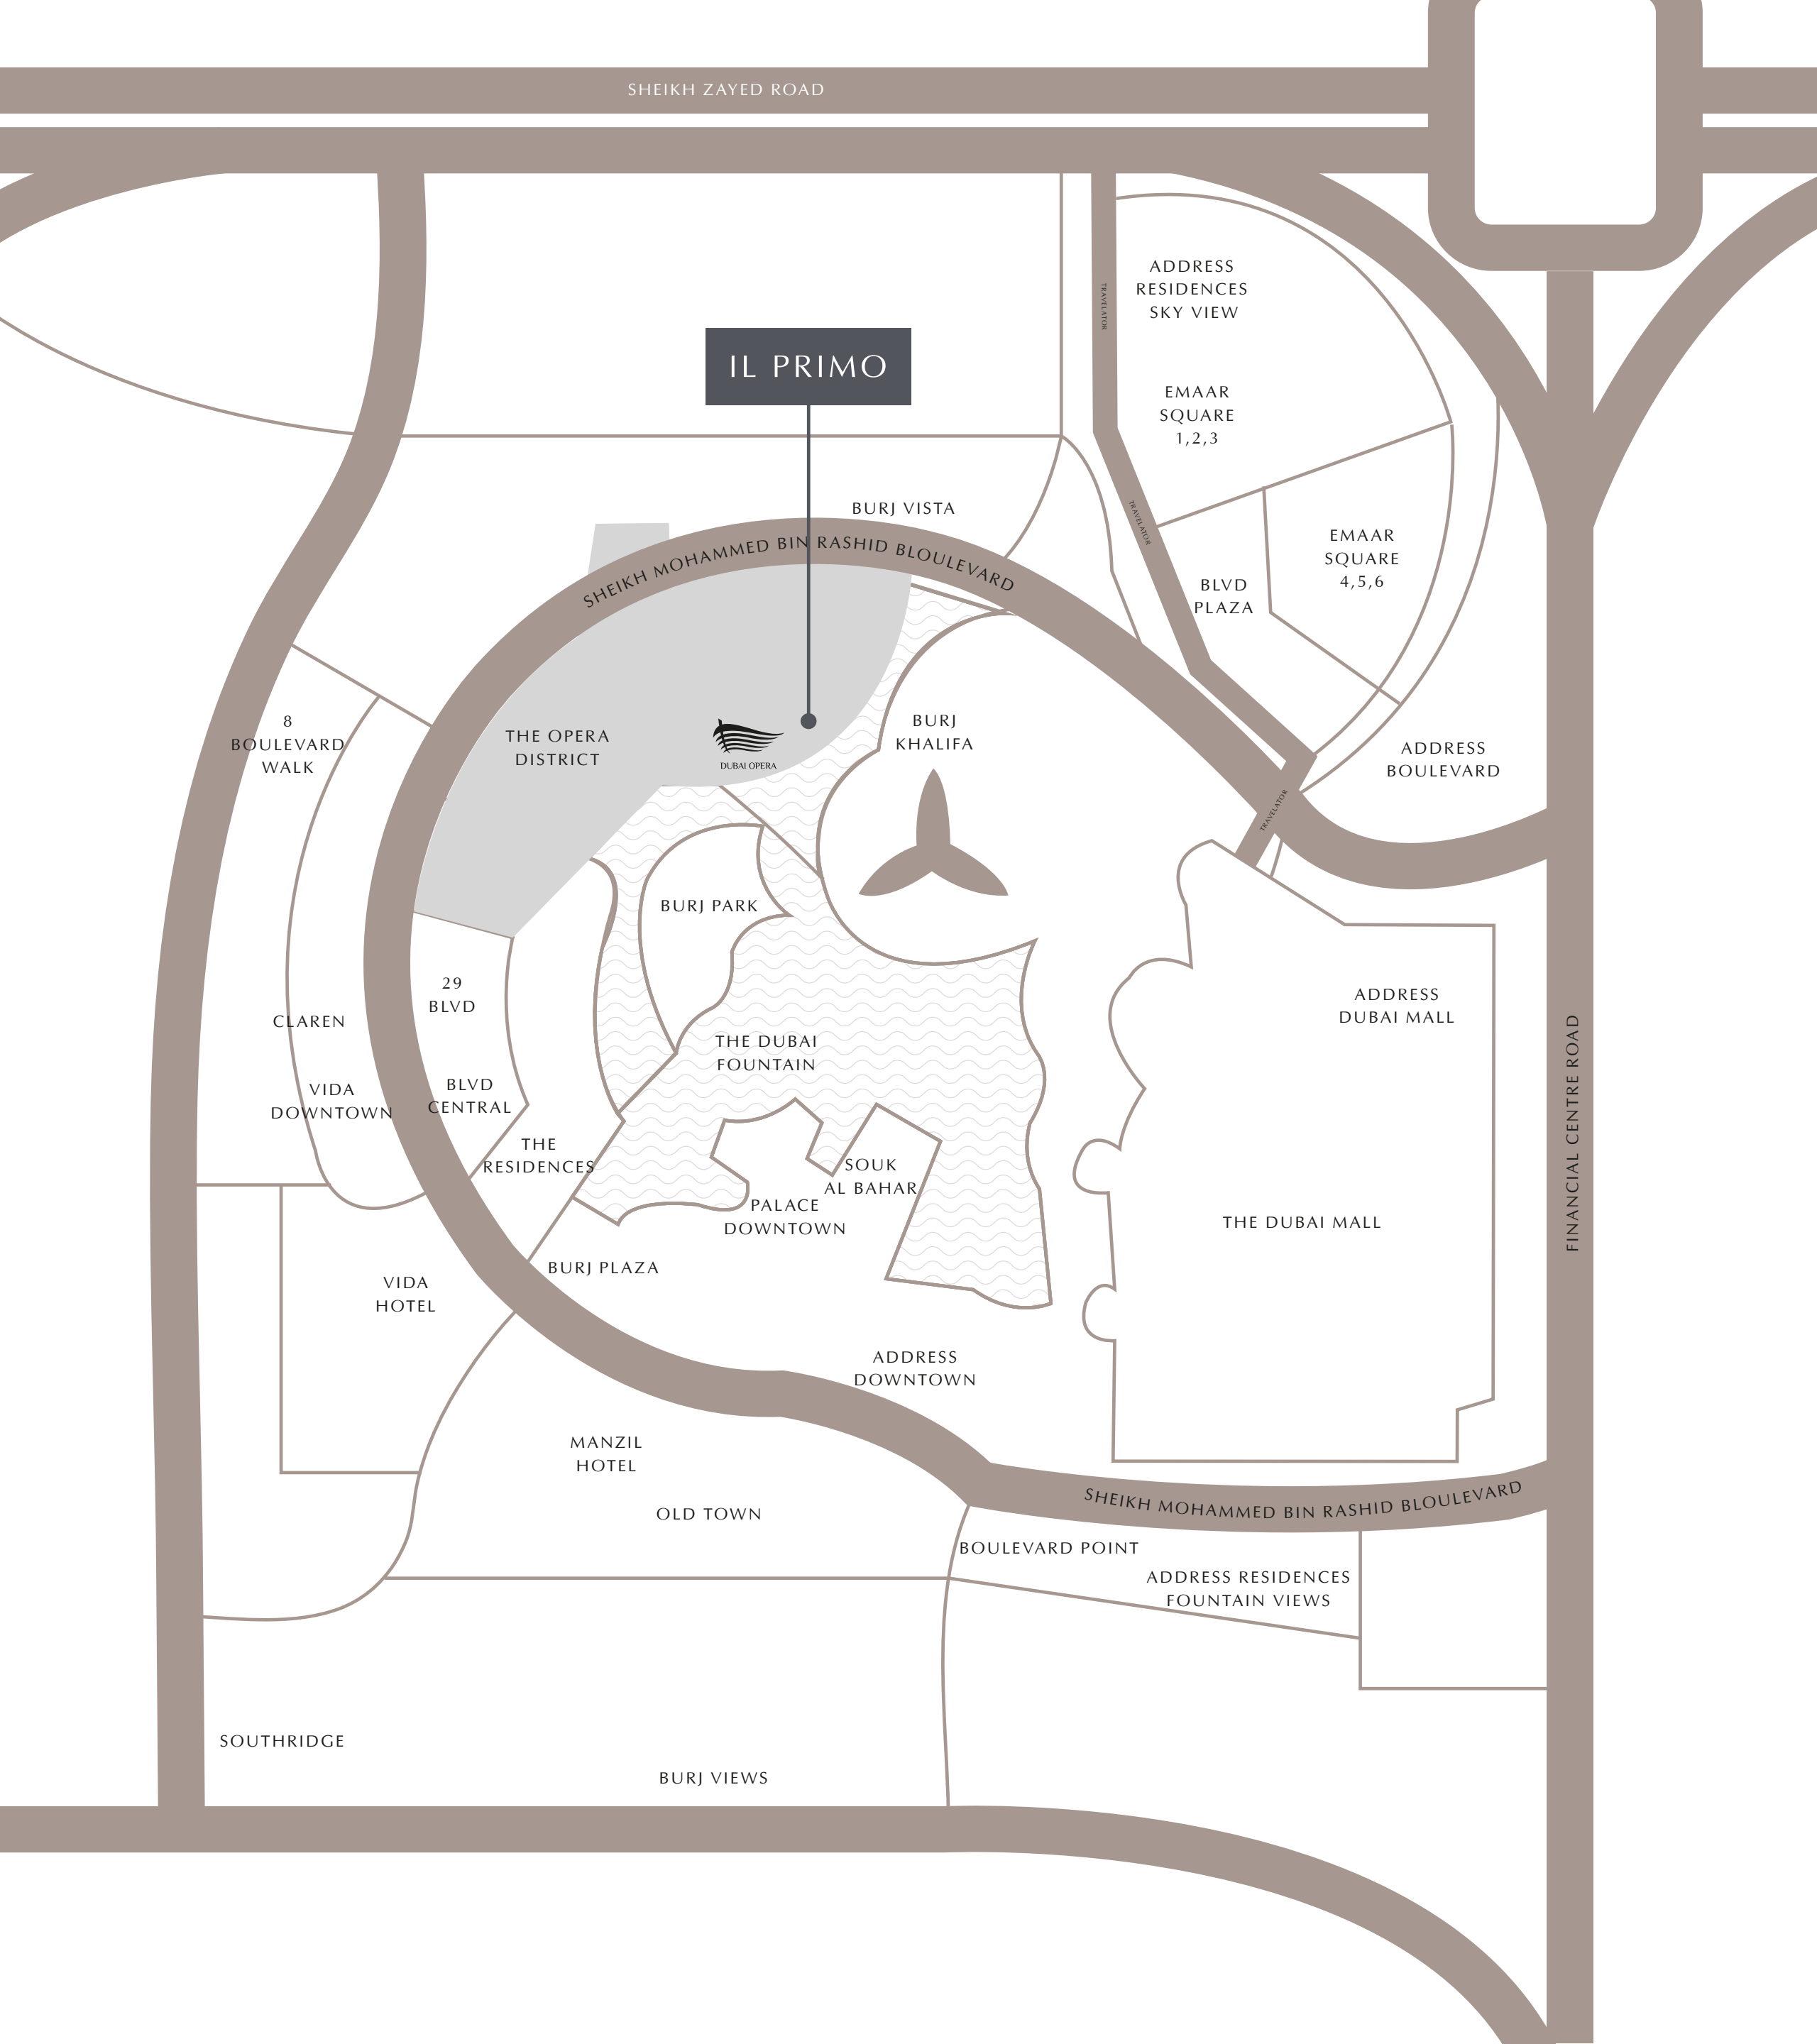 SHEIKH ZAYED ROAD
ADDRESS
RESIDENCES
SKY VIEW
TRAVELATOR
IL PRIMO
EMAAR
SQUARE
1,2,3
BURJ VISTA
TRAVELATOR
SHEIKH MOHAMMED BIN RASHID BLOULEVARD
EMAAR
SQUARE
4,5,6
BLVD
PLAZA
8
BOULEVARD
WALK
THE OPERA
DISTRICT
DUBAI OPERA
BURJ
KHALIFA
ADDRESS
BOULEVARD
TRAVELATOR
BURJ PARK
29
BLVD
CLAREN
ADDRESS
DUBAI MALL
THE DUBAI
FOUNTAIN
FINANCIAL CENTRE ROAD
VIDA
DOWNTOWN
BLVD
CENTRAL
THE
RESIDENCES
SOUK
AL BAHAR
PALACE
DOWNTOWN
THE DUBAI MALL
BURJ PLAZA
VIDA
HOTEL
ADDRESS
DOWNTOWN
MANZIL
HOTEL
OLD TOWN
SHEIKH MOHAMMED BIN RASHID BLOULEVARD
BOULEVARD POINT
ADDRESS RESIDENCES
FOUNTAIN VIEWS
SOUTHRIDGE
BURJ VIEWS